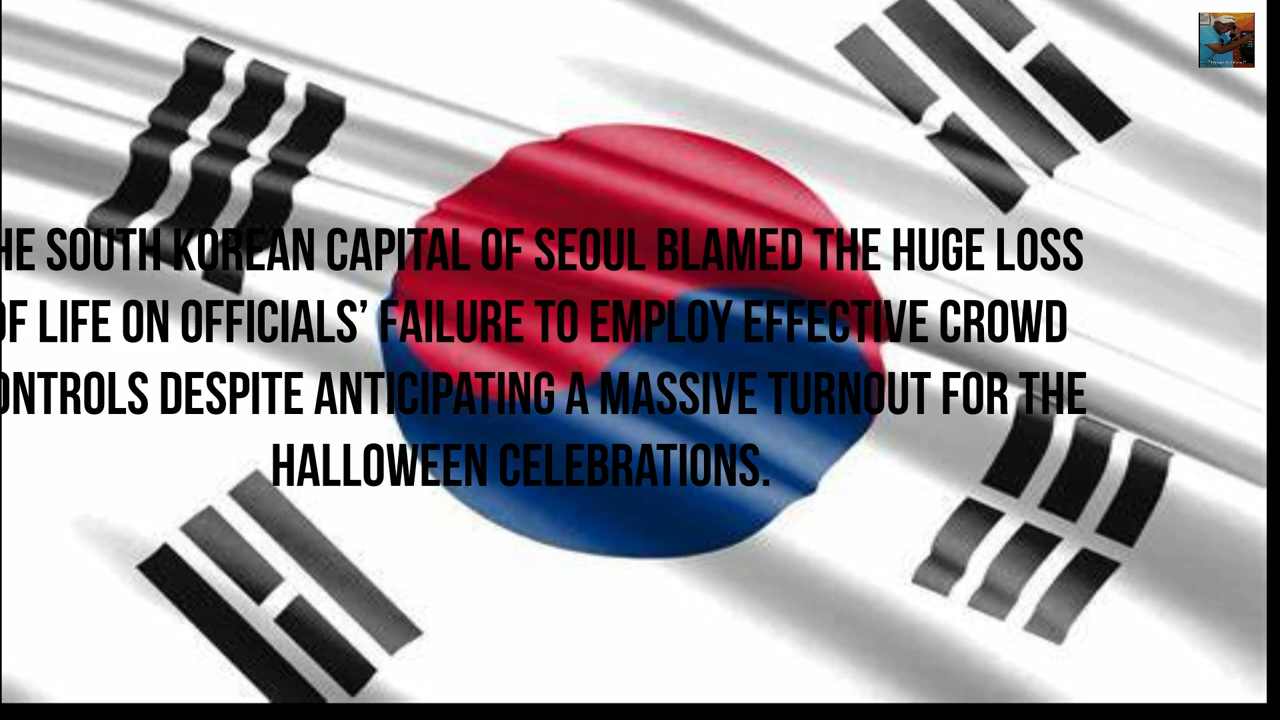 HE SOUTH KOREAN CAPITAL OF SEOUL BLAMED THE HUGE LOSS
OF LIFE ON OFFICIALS’ FAILURE TO EMPLOY EFFECTIVE CROWD
ONTROLS DESPITE ANTICIPATING A MASSIVE TURNOUT FOR THE
HALLOWEEN CELEBRATIONS.